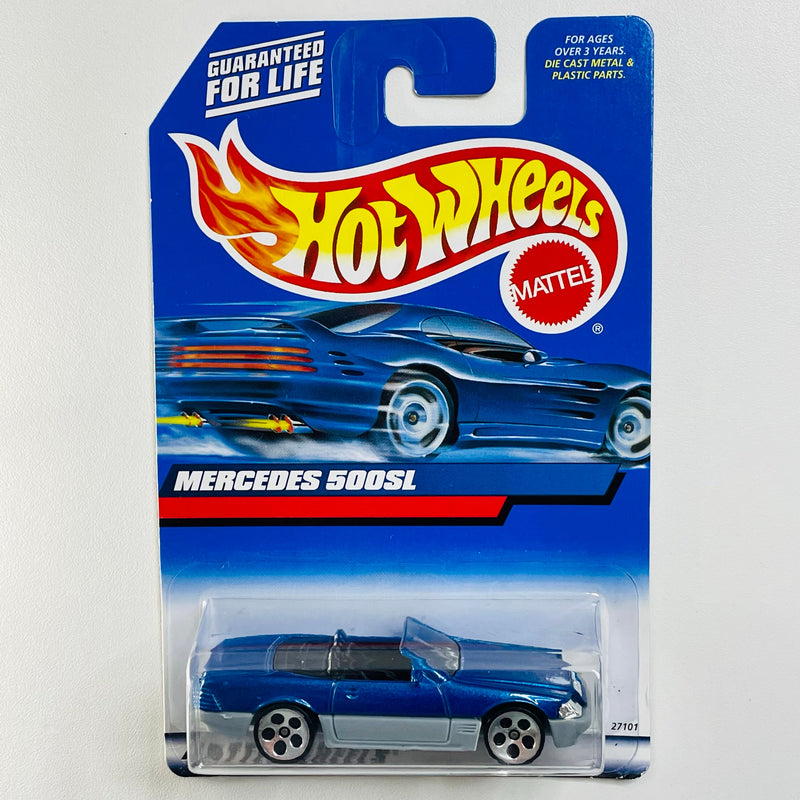 GUARANTEED
FOR LIFE
FOR AGES
OVER 3 YEARS.
DIE CAST METAL &
PLASTIC PARTS.
HOT WHEELS
MATTEL
®
MERCEDES 500SL
27101